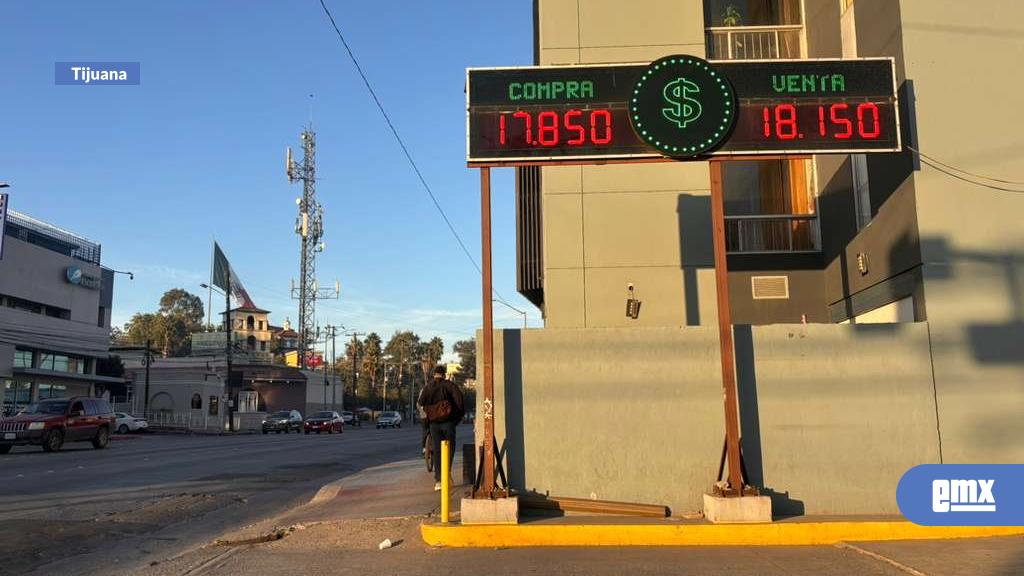 Tijuana
COMPRA
$
VENTA
17.850
18.150
emx